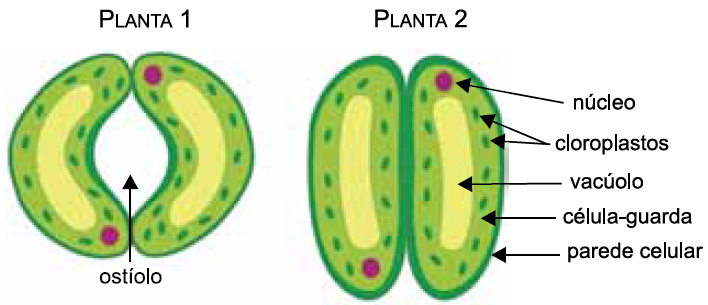 PLANTA 1
PLANTA 2
núcleo
cloroplastos
vacúolo
célula-guarda
parede celular
ostíolo